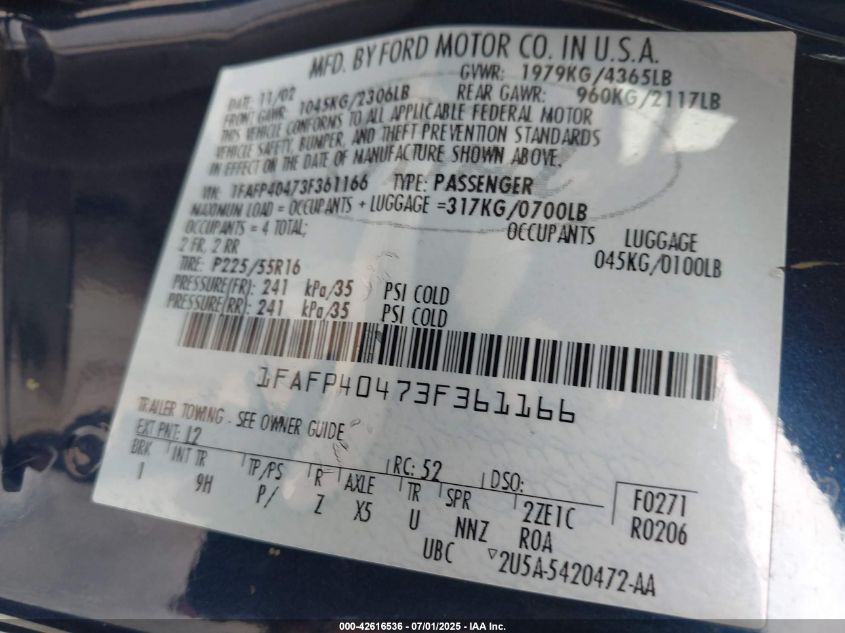 MFD. BY FORD MOTOR CO. IN U.S.A.
DATE: 11/02 GVWR: 1979KG/4365LB
FRONT GAWR: 1045KG/2306LB REAR GAWR: 960KG/2117LB
THIS VEHICLE CONFORMS TO ALL APPLICABLE FEDERAL MOTOR
VEHICLE SAFETY, BUMPER, AND THEFT PREVENTION STANDARDS
IN EFFECT ON THE DATE OF MANUFACTURE SHOWN ABOVE.
VIN: 1FAFP40473F361166 TYPE: PASSENGER
MAXIMUM LOAD = OCCUPANTS + LUGGAGE =317KG/0700LB
OCCUPANTS = 4 TOTAL; OCCUPANTS LUGGAGE
2 FR, 2 RR 045KG/0100LB
TIRE: P225/55R16
PRESSURE(FR): 241 kPa/35 PSI COLD
PRESSURE(RR): 241 kPa/35 PSI COLD
1FAFP40473F361166
TRAILER TOWING - SEE OWNER GUIDE
EXT PNT: L2 RC: 52 DSO:
BRK INT TR TP/PS R AXLE TR SPR 2ZE1C F0271
1 9H P/ Z X5 U NNZ ROA R0206
UBC ▽2U5A-5420472-AA
000-42616536 - 07/01/2025 - IAA Inc.